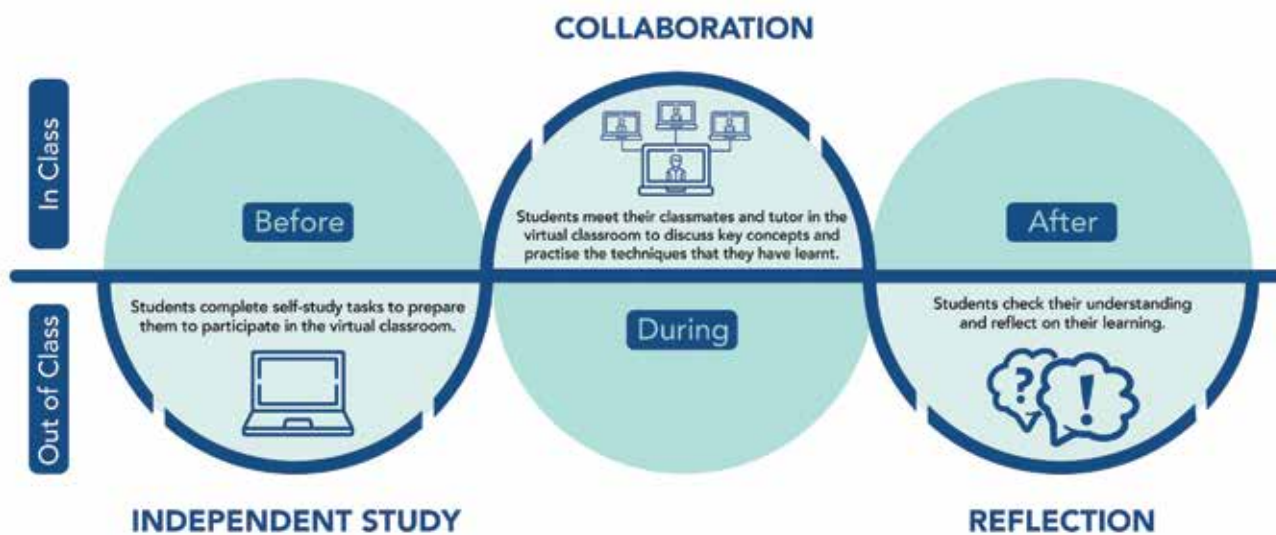 COLLABORATION
In Class
Before
Students meet their classmates and tutor in the
virtual classroom to discuss key concepts and
practise the techniques that they have learnt.
After
Out of Class
Students complete self-study tasks to prepare
them to participate in the virtual classroom.
During
Students check their understanding
and reflect on their learning.
?
!
INDEPENDENT STUDY
REFLECTION